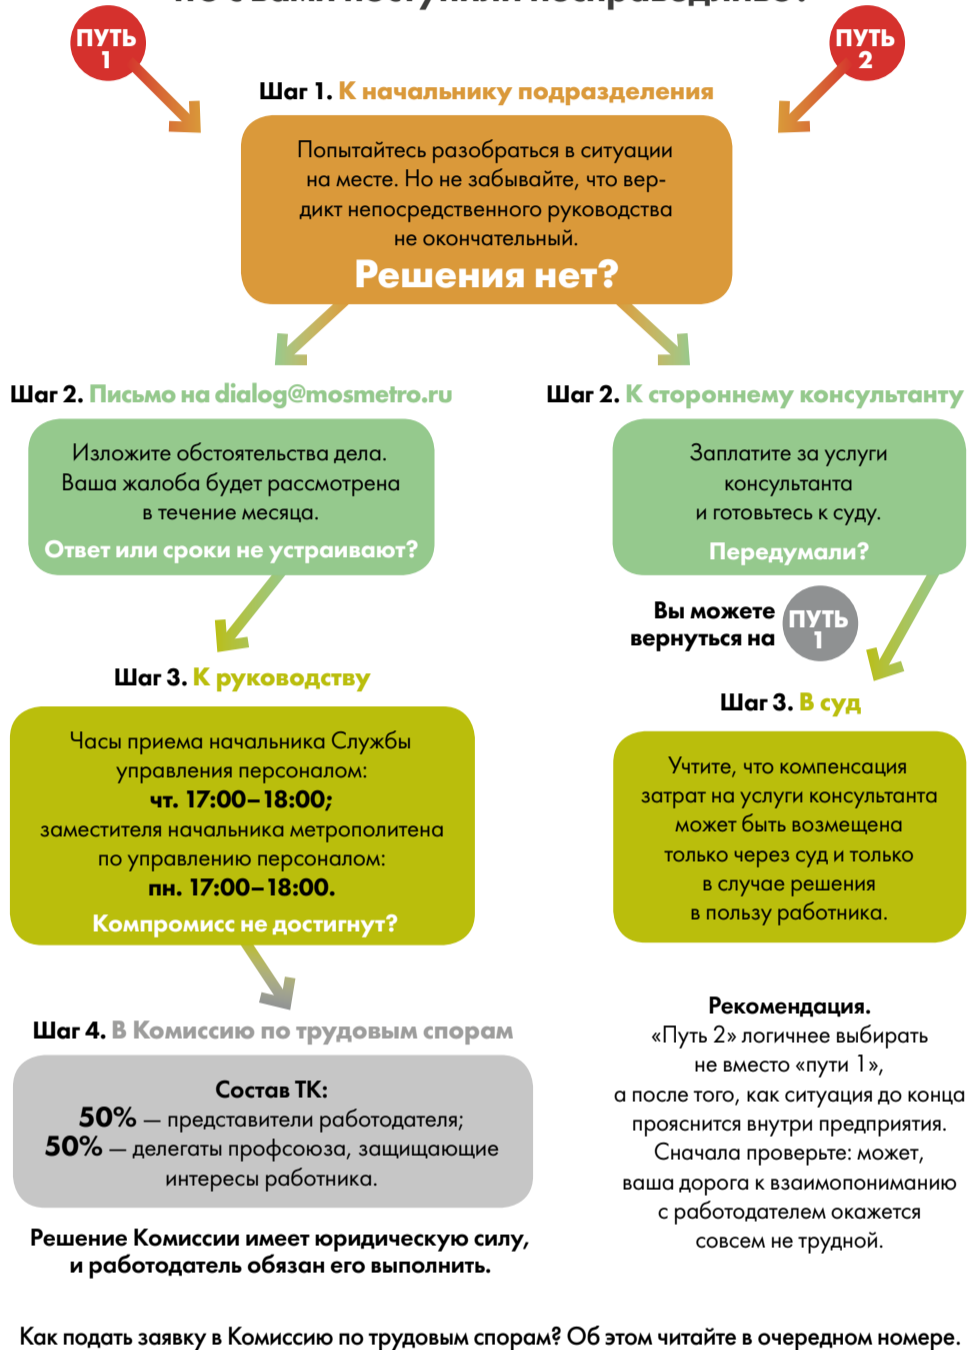 что с вами поступили несправедливо?
ПУТЬ
1
ПУТЬ
2
Шаг 1. К начальнику подразделения
Попытайтесь разобраться в ситуации
на месте. Но не забывайте, что вер-
дикт непосредственного руководства
не окончательный.
Решения нет?
Шаг 2. Письмо на dialog@mosmetro.ru
Изложите обстоятельства дела.
Ваша жалоба будет рассмотрена
в течение месяца.
Ответ или сроки не устраивают?
Шаг 3. К руководству
Часы приема начальника Службы
управления персоналом:
чт. 17:00–18:00;
заместителя начальника метрополитена
по управлению персоналом:
пн. 17:00–18:00.
Компромисс не достигнут?
Шаг 4. В Комиссию по трудовым спорам
Состав ТК:
50% — представители работодателя;
50% — делегаты профсоюза, защищающие
интересы работника.
Решение Комиссии имеет юридическую силу,
и работодатель обязан его выполнить.
Шаг 2. К стороннему консультанту
Заплатите за услуги
консультанта
и готовьтесь к суду.
Передумали?
Вы можете
вернуться на
ПУТЬ
1
Шаг 3. В суд
Учтите, что компенсация
затрат на услуги консультанта
может быть возмещена
только через суд и только
в случае решения
в пользу работника.
Рекомендация.
«Путь 2» логичнее выбирать
не вместо «пути 1»,
а после того, как ситуация до конца
прояснится внутри предприятия.
Сначала проверьте: может,
ваша дорога к взаимопониманию
с работодателем окажется
совсем не трудной.
Как подать заявку в Комиссию по трудовым спорам? Об этом читайте в очередном номере.